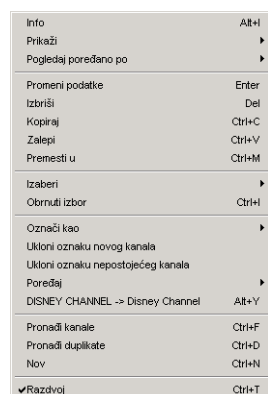 Info Alt+I
Prikaži
Pogledaj poređano po
Promeni podatke Enter
Izbriši Del
Kopiraj Ctrl+C
Zalepi Ctrl+V
Premesti u Ctrl+M
Izaberi
Obrnuti izbor Ctrl+I
Označi kao
Ukloni oznaku novog kanala
Ukloni oznaku nepostojećeg kanala
Poređaj
DISNEY CHANNEL -> Disney Channel Alt+Y
Pronađi kanale Ctrl+F
Pronađi duplikate Ctrl+D
Nov Ctrl+N
Razdvoj Ctrl+T